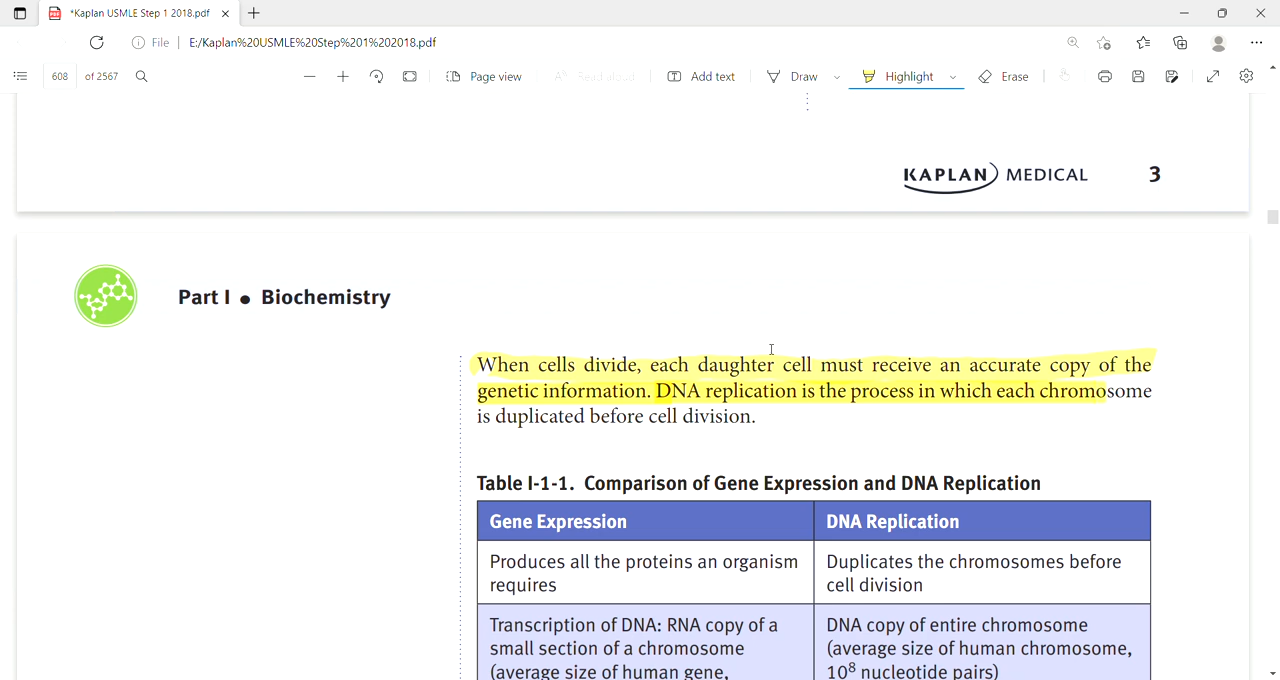 *Kaplan USMLE Step 1 2018.pdf
File
E:/Kaplan%20USMLE%20Step%201%202018.pdf
608 of 2567
Page view
Read aloud
Add text
Draw
Highlight
Erase
KAPLAN MEDICAL 3
Part I ● Biochemistry
When cells divide, each daughter cell must receive an accurate copy of the
genetic information. DNA replication is the process in which each chromosome
is duplicated before cell division.
Table I-1-1. Comparison of Gene Expression and DNA Replication
Gene Expression
DNA Replication
Produces all the proteins an organism
requires
Duplicates the chromosomes before
cell division
Transcription of DNA: RNA copy of a
small section of a chromosome
(average size of human gene,
DNA copy of entire chromosome
(average size of human chromosome,
10⁸ nucleotide pairs)